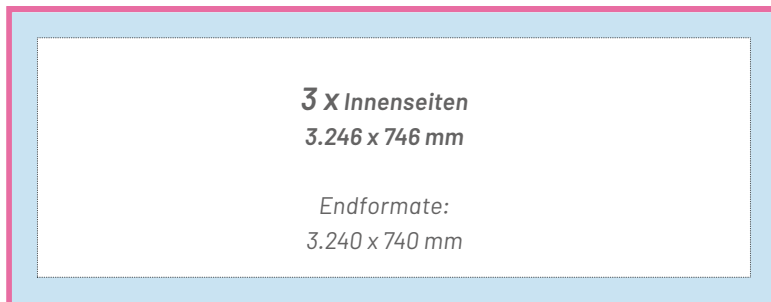 3 x Innenseiten
3.246 x 746 mm
Endformate:
3.240 x 740 mm